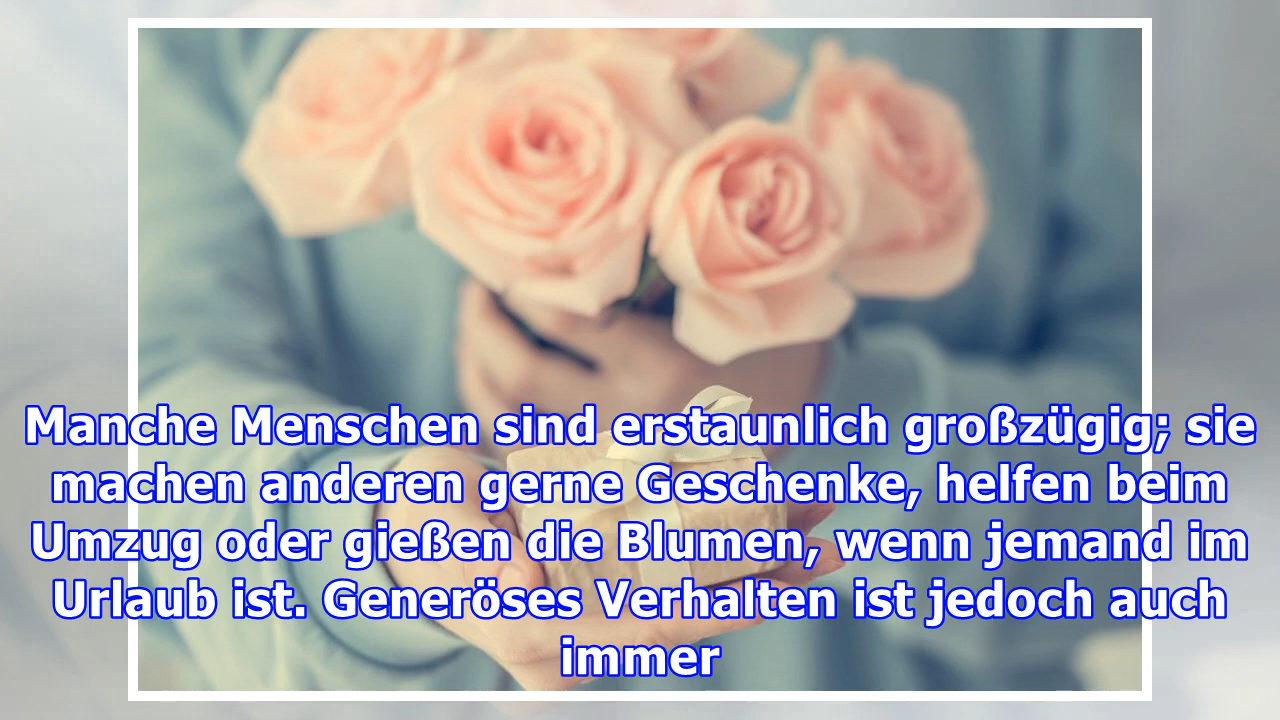 Manche Menschen sind erstaunlich großzügig; sie
machen anderen gerne Geschenke, helfen beim
Umzug oder gießen die Blumen, wenn jemand im
Urlaub ist. Generöses Verhalten ist jedoch auch
immer